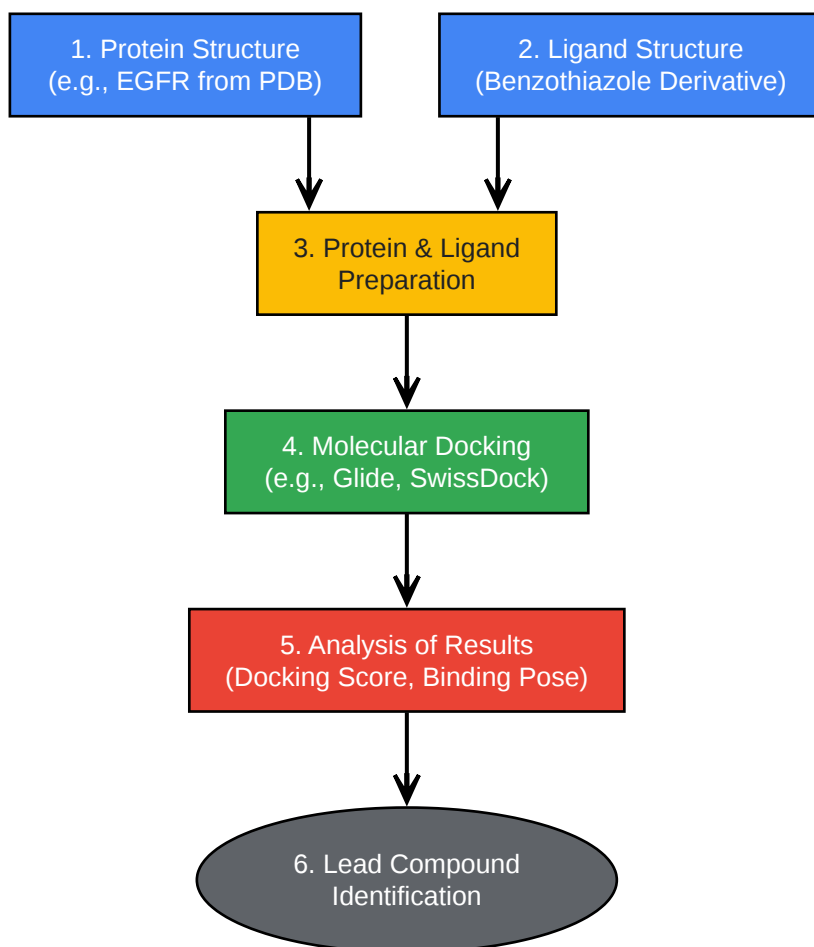 1. Protein Structure
(e.g., EGFR from PDB)
2. Ligand Structure
(Benzothiazole Derivative)
3. Protein & Ligand
Preparation
4. Molecular Docking
(e.g., Glide, SwissDock)
5. Analysis of Results
(Docking Score, Binding Pose)
6. Lead Compound
Identification